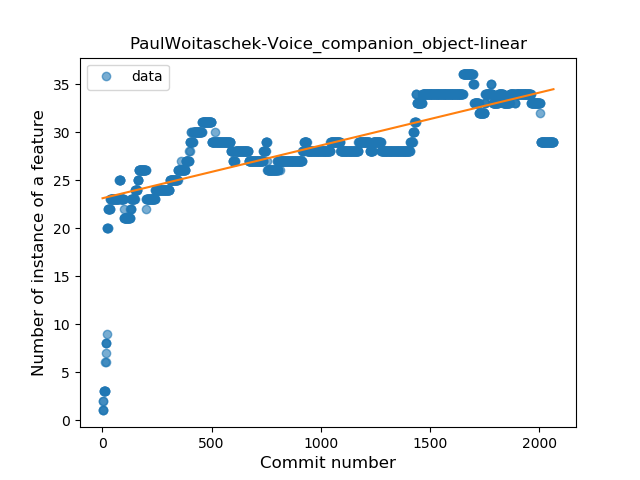 PaulWoitaschek-Voice_companion_object-linear
data
Number of instance of a feature
35
30
25
20
15
10
5
0
0 500 1000 1500 2000
Commit number